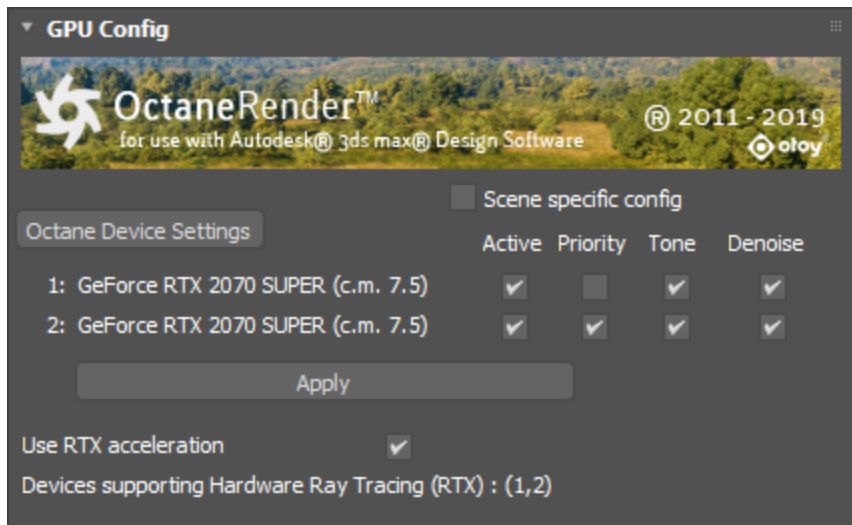 GPU Config
OctaneRender™
for use with Autodesk® 3ds max® Design Software
® 2011 - 2019
otoy
Scene specific config
Octane Device Settings
Active Priority Tone Denoise
1: GeForce RTX 2070 SUPER (c.m. 7.5)
2: GeForce RTX 2070 SUPER (c.m. 7.5)
Apply
Use RTX acceleration
Devices supporting Hardware Ray Tracing (RTX) : (1,2)